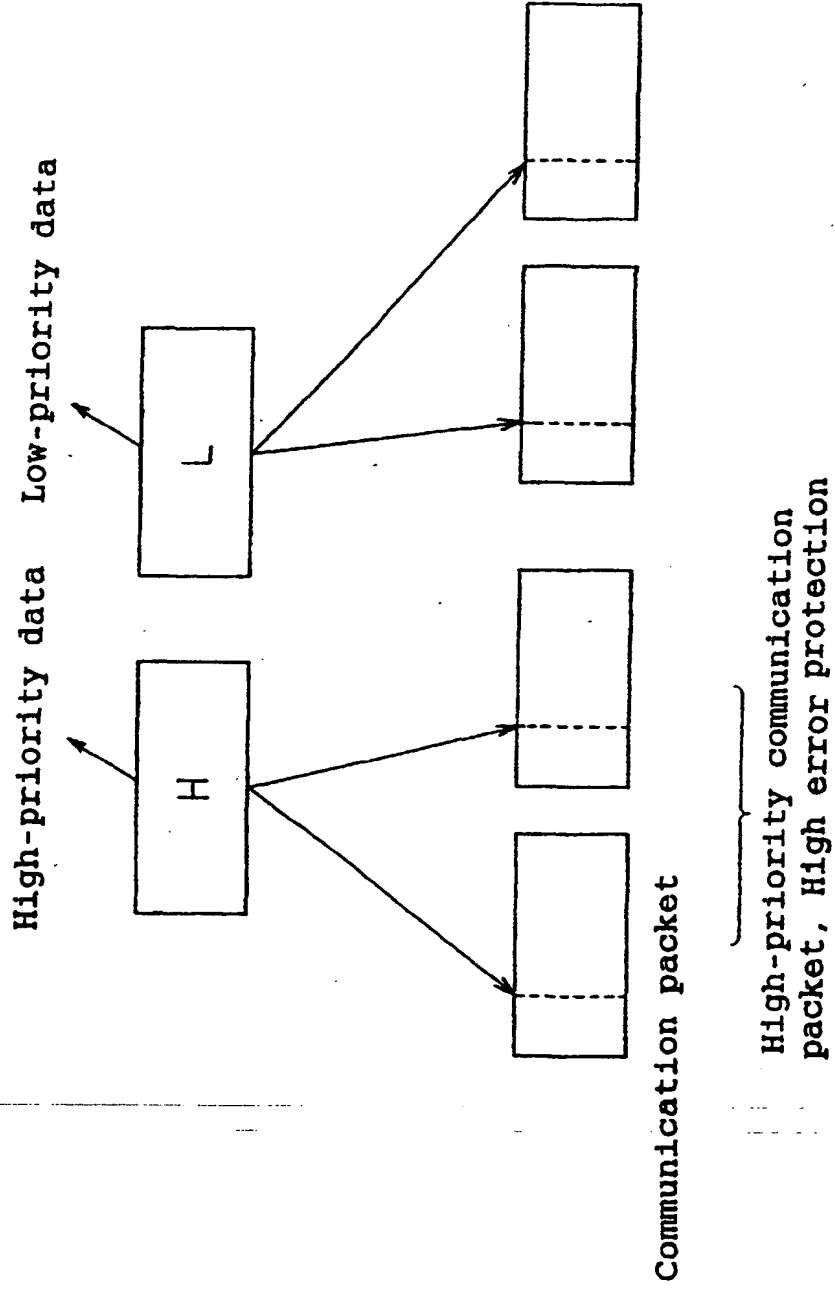 High-priority data Low-priority data
H L
Communication packet
High-priority communication
packet, High error protection